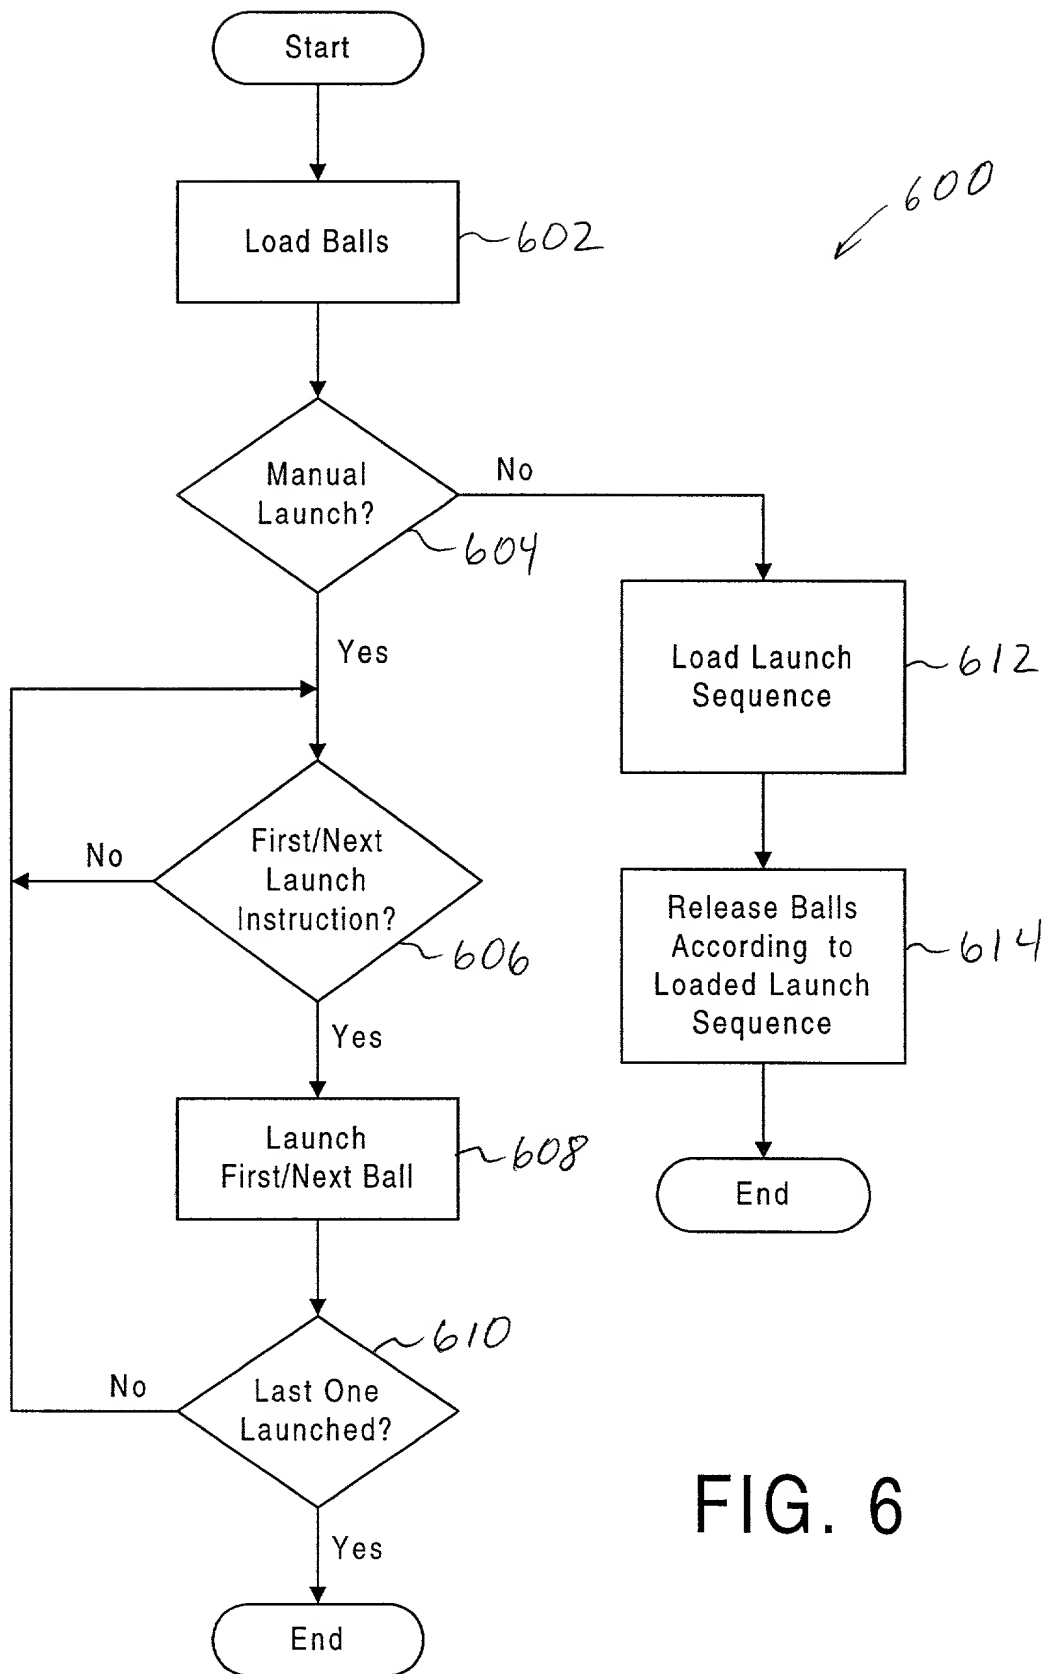 Start
600
Load Balls
602
Manual
Launch?
No
604
Yes
Load Launch
Sequence
612
First/Next
Launch
Instruction?
No
606
Yes
Release Balls
According to
Loaded Launch
Sequence
614
Launch
First/Next Ball
608
End
610
Last One
Launched?
No
Yes
End
FIG. 6